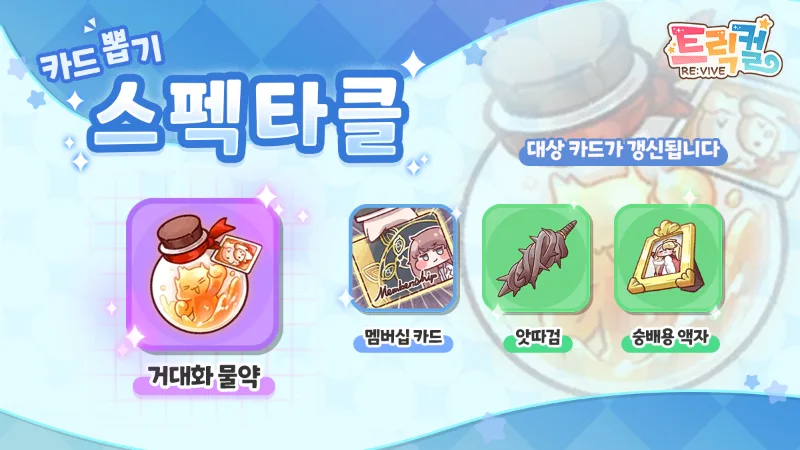 카드 뽑기
트릭컬
RE:VIVE
스펙타클
대상 카드가 갱신됩니다
Membership
거대화 물약
멤버십 카드
앗따검
숭배용 액자